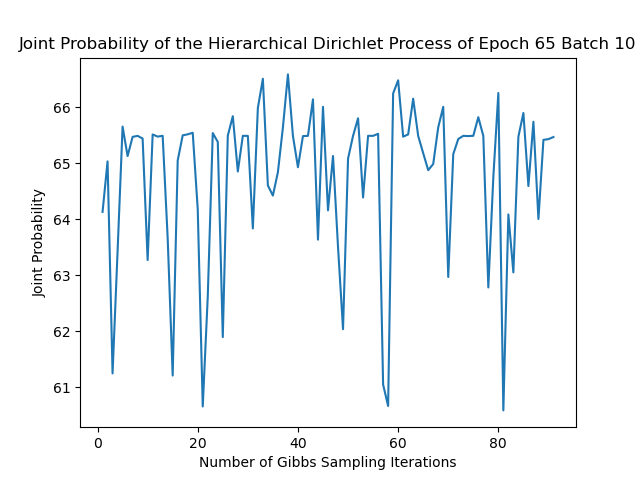 Joint Probability of the Hierarchical Dirichlet Process of Epoch 65 Batch 10
66
65
64
63
62
61
Joint Probability
0 20 40 60 80
Number of Gibbs Sampling Iterations